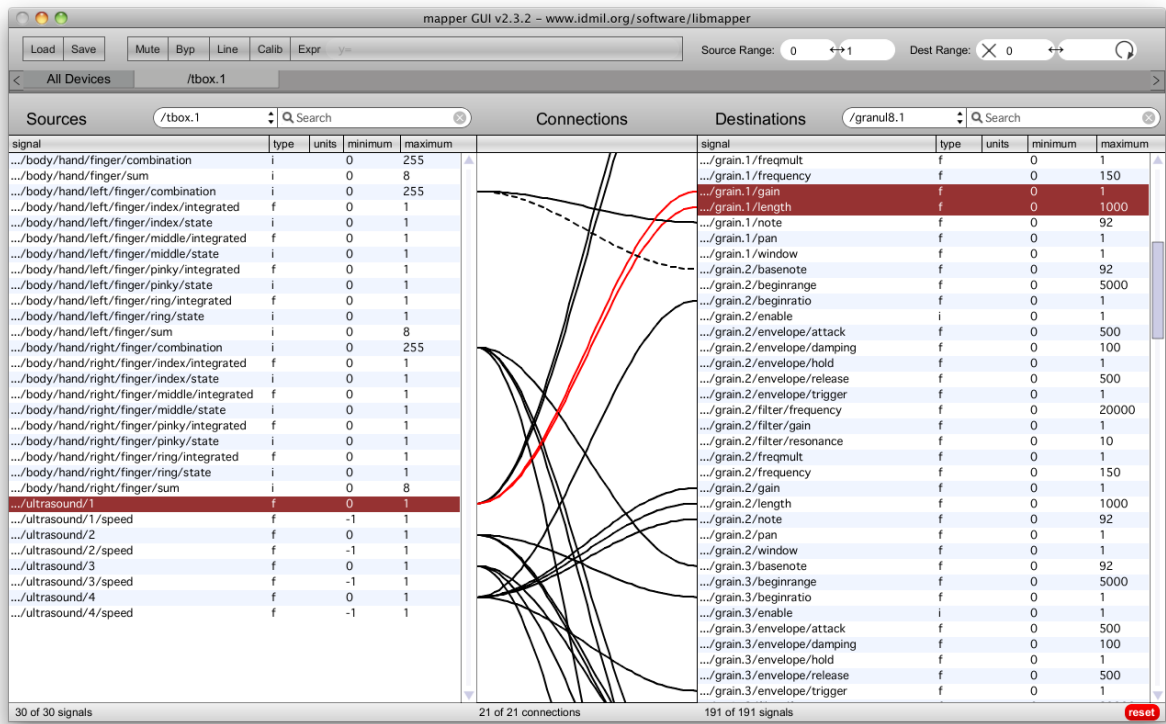 mapper GUI v2.3.2 – www.idmil.org/software/libmapper
Load Save Mute Byp Line Calib Expr y= Source Range: 0 ↔ 1 Dest Range: 0 ↔
< All Devices /tbox.1 >
Sources /tbox.1 Search Connections Destinations /granul8.1 Search
signal type units minimum maximum signal type units minimum maximum
.../body/hand/finger/combination i 0 255 .../grain.1/freqmult f 0 1
.../body/hand/finger/sum i 0 8 .../grain.1/frequency f 0 150
.../body/hand/left/finger/combination i 0 255 .../grain.1/gain f 0 1
.../body/hand/left/finger/index/integrated f 0 1 .../grain.1/length f 0 1000
.../body/hand/left/finger/index/state i 0 1 .../grain.1/note f 0 92
.../body/hand/left/finger/middle/integrated f 0 1 .../grain.1/pan f 0 1
.../body/hand/left/finger/middle/state i 0 1 .../grain.1/window f 0 1
.../body/hand/left/finger/pinky/integrated f 0 1 .../grain.2/basenote f 0 92
.../body/hand/left/finger/pinky/state i 0 1 .../grain.2/beginrange f 0 5000
.../body/hand/left/finger/ring/integrated f 0 1 .../grain.2/beginratio f 0 1
.../body/hand/left/finger/ring/state i 0 1 .../grain.2/enable i 0 1
.../body/hand/left/finger/sum i 0 8 .../grain.2/envelope/attack f 0 500
.../body/hand/right/finger/combination i 0 255 .../grain.2/envelope/damping f 0 100
.../body/hand/right/finger/index/integrated f 0 1 .../grain.2/envelope/hold f 0 1
.../body/hand/right/finger/index/state i 0 1 .../grain.2/envelope/release f 0 500
.../body/hand/right/finger/middle/integrated f 0 1 .../grain.2/envelope/trigger f 0 1
.../body/hand/right/finger/middle/state i 0 1 .../grain.2/filter/frequency f 0 20000
.../body/hand/right/finger/pinky/integrated f 0 1 .../grain.2/filter/gain f 0 1
.../body/hand/right/finger/pinky/state i 0 1 .../grain.2/filter/resonance f 0 10
.../body/hand/right/finger/ring/integrated f 0 1 .../grain.2/freqmult f 0 1
.../body/hand/right/finger/ring/state i 0 1 .../grain.2/frequency f 0 150
.../body/hand/right/finger/sum i 0 8 .../grain.2/gain f 0 1
.../ultrasound/1 f 0 1 .../grain.2/length f 0 1000
.../ultrasound/1/speed f -1 1 .../grain.2/note f 0 92
.../ultrasound/2 f 0 1 .../grain.2/pan f 0 1
.../ultrasound/2/speed f -1 1 .../grain.2/window f 0 1
.../ultrasound/3 f 0 1 .../grain.3/basenote f 0 92
.../ultrasound/3/speed f -1 1 .../grain.3/beginrange f 0 5000
.../ultrasound/4 f 0 1 .../grain.3/beginratio f 0 1
.../ultrasound/4/speed f -1 1 .../grain.3/enable i 0 1
.../grain.3/envelope/attack f 0 500
.../grain.3/envelope/damping f 0 100
.../grain.3/envelope/hold f 0 1
.../grain.3/envelope/release f 0 500
.../grain.3/envelope/trigger f 0 1
30 of 30 signals 21 of 21 connections 191 of 191 signals reset